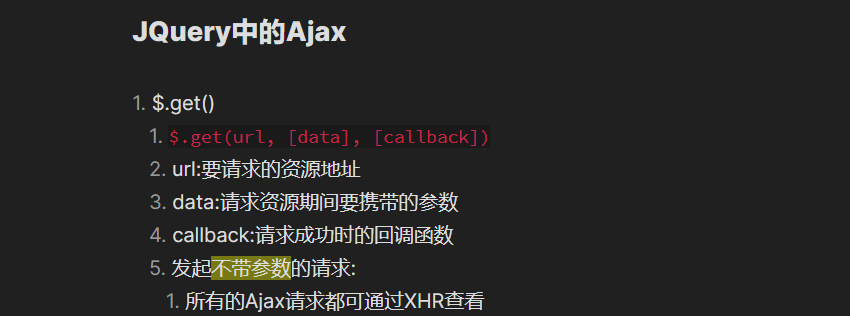 JQuery中的Ajax
1. $.get()
1. $.get(url, [data], [callback])
2. url:要请求的资源地址
3. data:请求资源期间要携带的参数
4. callback:请求成功时的回调函数
5. 发起不带参数的请求:
1. 所有的Ajax请求都可通过XHR查看